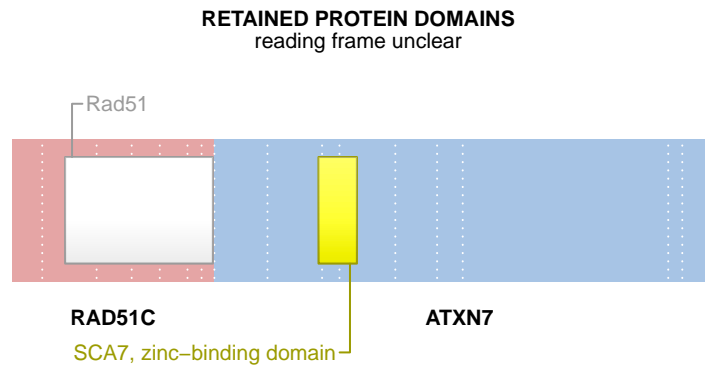 RETAINED PROTEIN DOMAINS
reading frame unclear
Rad51
RAD51C
ATXN7
SCA7, zinc−binding domain